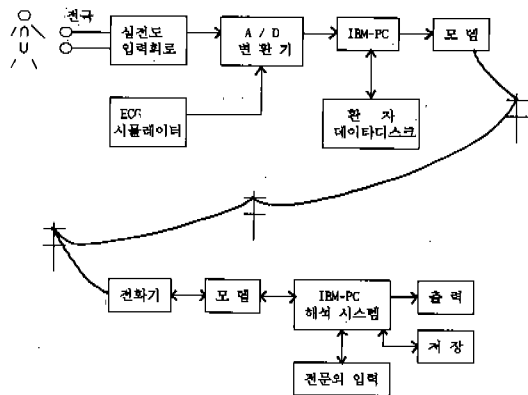 전극
심전도
입력회로
A / D
변환기
IBM-PC
모 뎀
ECG
시뮬레이터
환 자
데이타디스크
전화기
모 뎀
IBM-PC
해석 시스템
출 력
저 장
전문의 입력